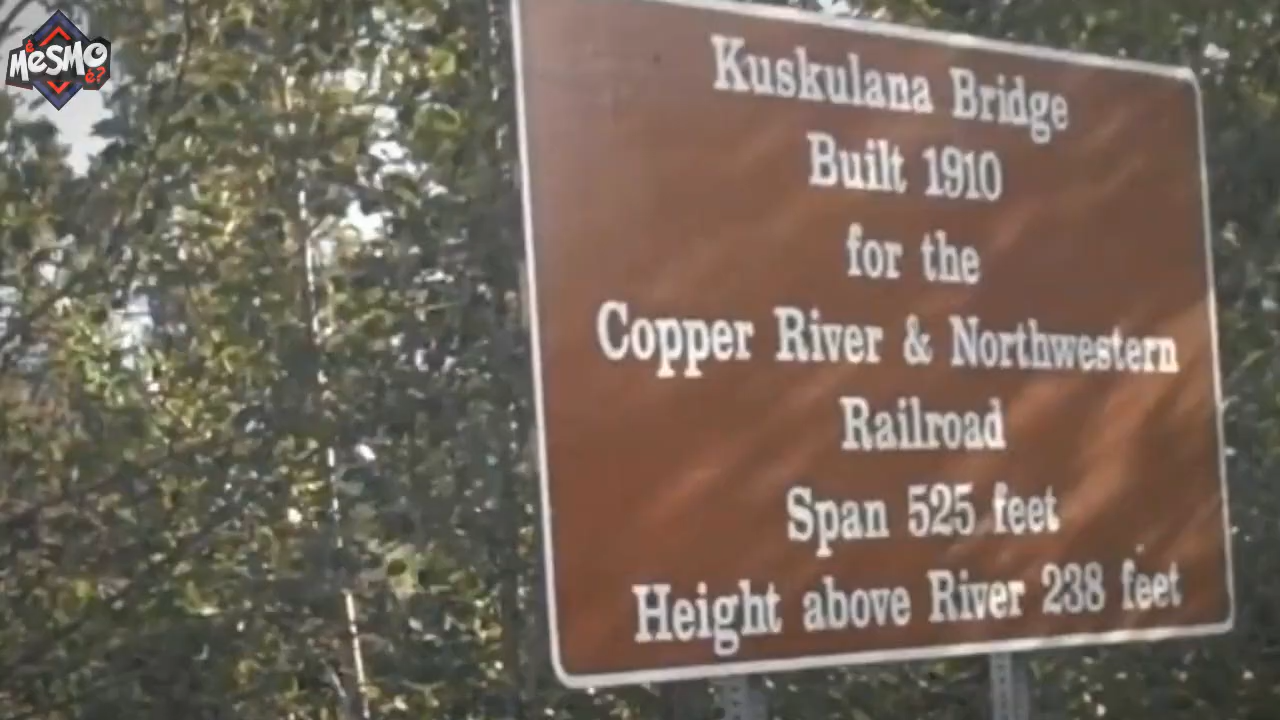 é
MeSMO
é?
Kuskulana Bridge
Built 1910
for the
Copper River & Northwestern
Railroad
Span 525 feet
Height above River 238 feet